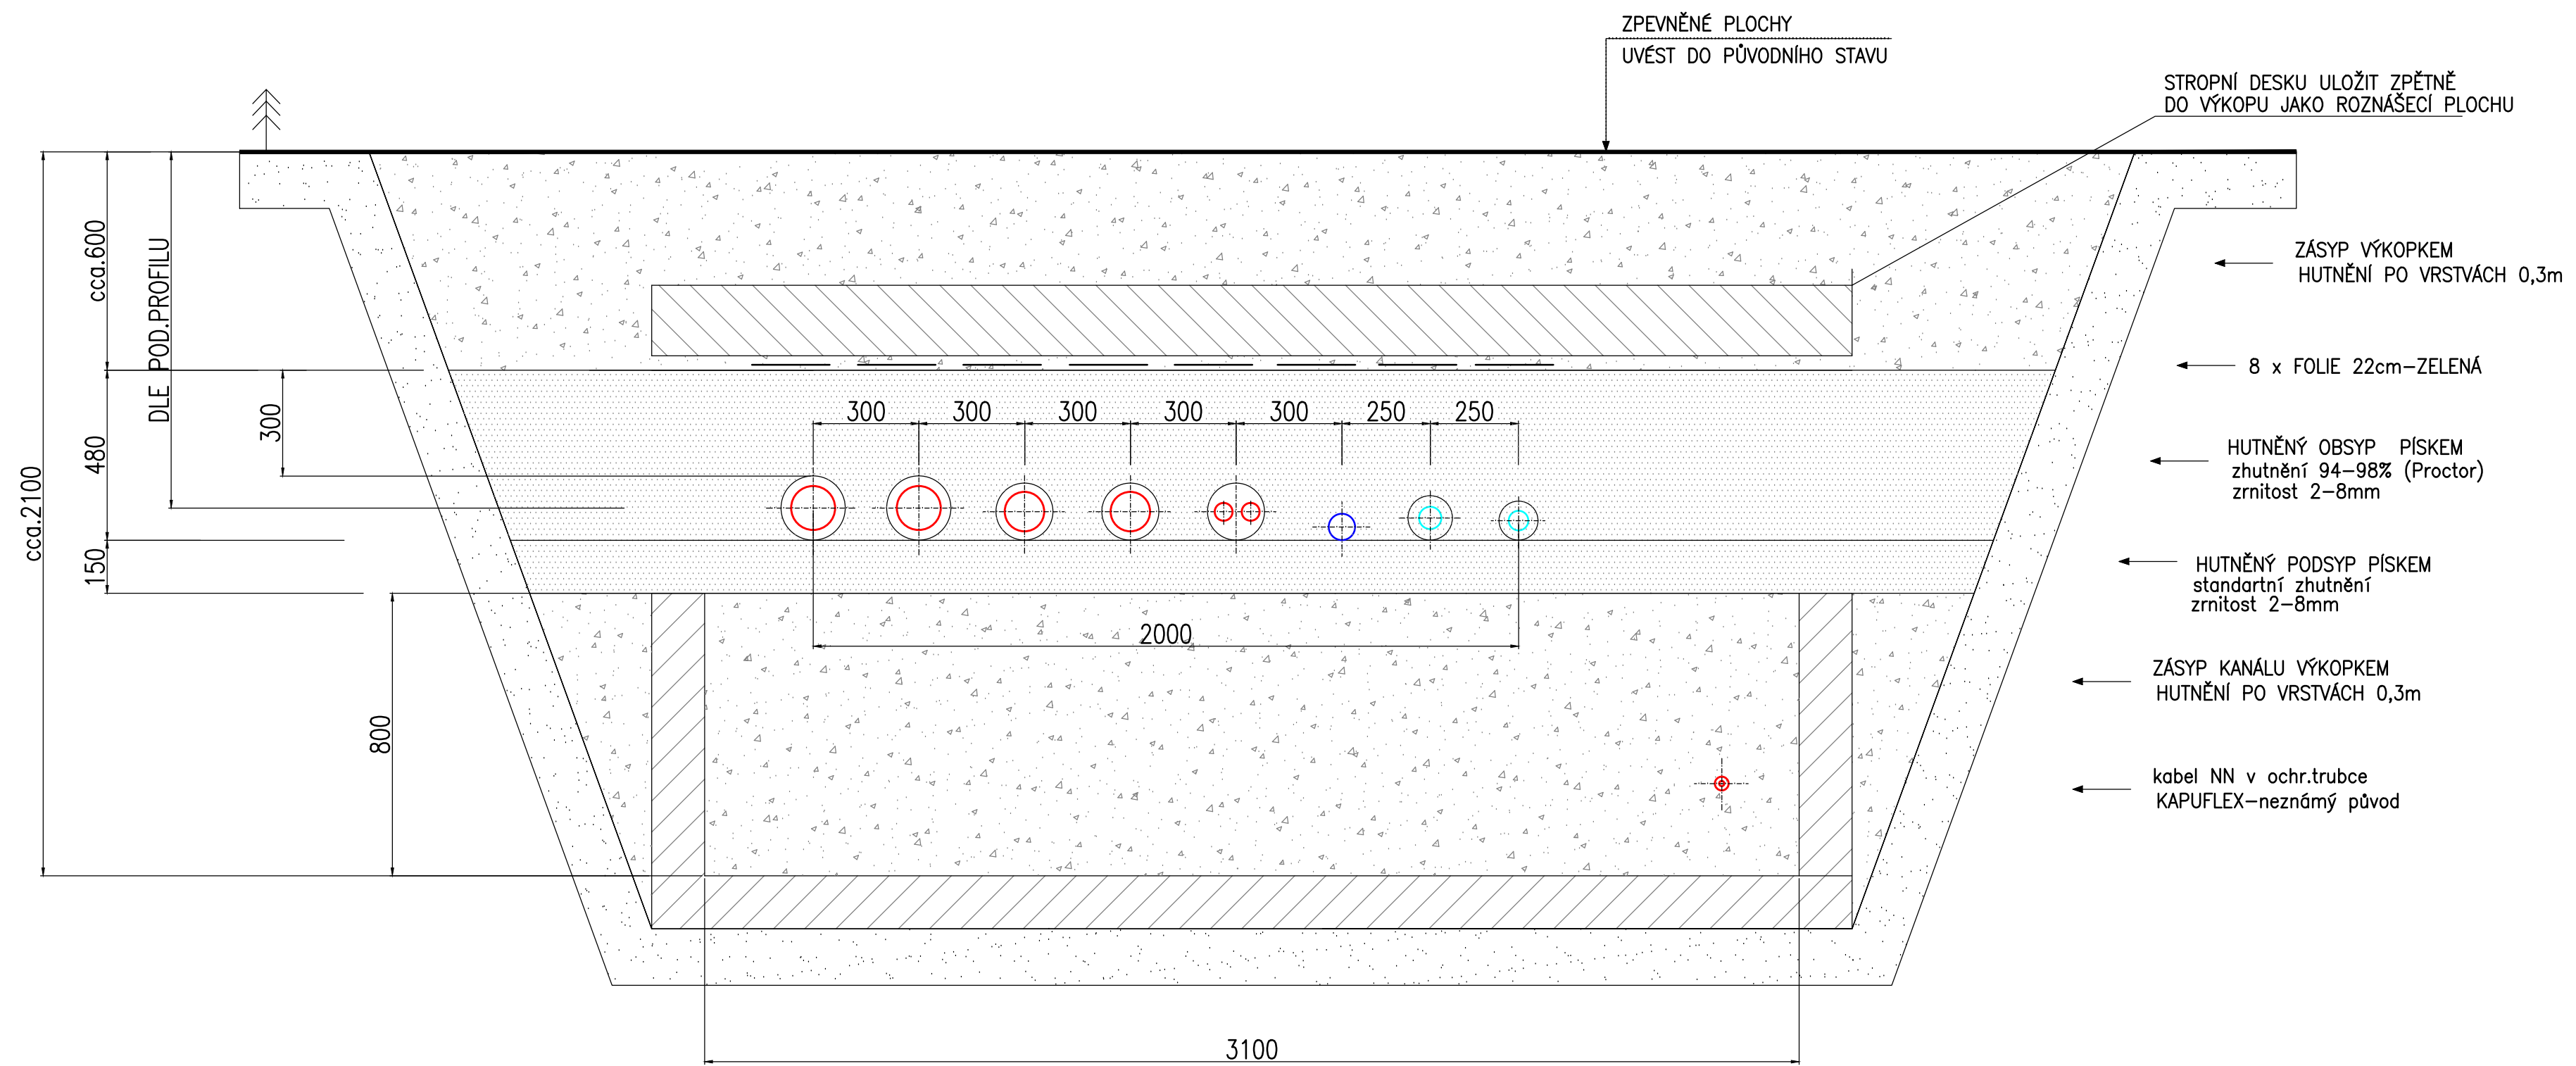 ZPEVNĚNÉ PLOCHY
UVÉST DO PŮVODNÍHO STAVU
STROPNÍ DESKU ULOŽIT ZPĚTNĚ
DO VÝKOPU JAKO ROZNÁŠECÍ PLOCHU
cca.2100
cca.600
480
150
DLE POD.PROFILU
300
800
300
300
300
300
300
250
250
2000
3100
ZÁSYP VÝKOPKEM
HUTNĚNÍ PO VRSTVÁCH 0,3m
8 x FOLIE 22cm-ZELENÁ
HUTNĚNÝ OBSYP PÍSKEM
zhutnění 94-98% (Proctor)
zrnitost 2-8mm
HUTNĚNÝ PODSYP PÍSKEM
standartní zhutnění
zrnitost 2-8mm
ZÁSYP KANÁLU VÝKOPKEM
HUTNĚNÍ PO VRSTVÁCH 0,3m
kabel NN v ochr.trubce
KAPUFLEX-neznámý původ